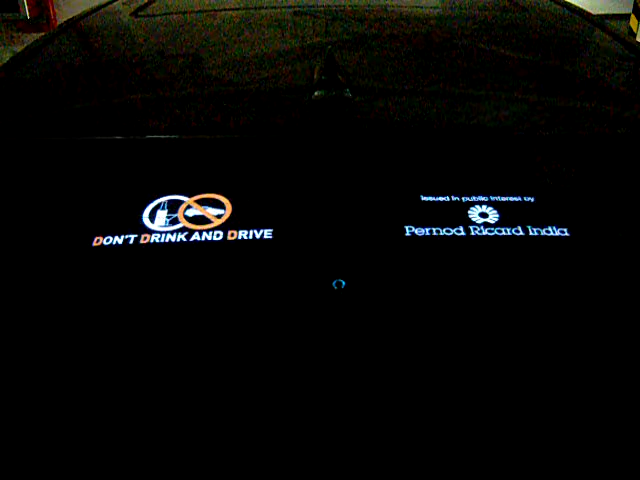 DON'T DRINK AND DRIVE
Issued in public interest by
Pernod Ricard India